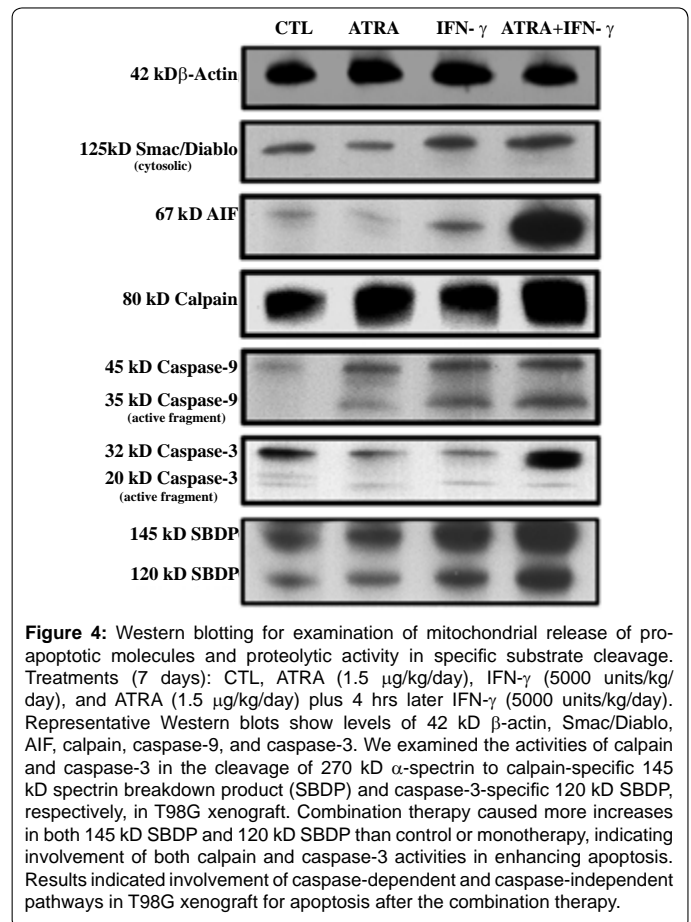 CTL ATRA IFN- γ ATRA+IFN- γ
42 kDβ-Actin
125kD Smac/Diablo
(cytosolic)
67 kD AIF
80 kD Calpain
45 kD Caspase-9
35 kD Caspase-9
(active fragment)
32 kD Caspase-3
20 kD Caspase-3
(active fragment)
145 kD SBDP
120 kD SBDP
Figure 4: Western blotting for examination of mitochondrial release of pro-
apoptotic molecules and proteolytic activity in specific substrate cleavage.
Treatments (7 days): CTL, ATRA (1.5 μg/kg/day), IFN-γ (5000 units/kg/
day), and ATRA (1.5 μg/kg/day) plus 4 hrs later IFN-γ (5000 units/kg/day).
Representative Western blots show levels of 42 kD β-actin, Smac/Diablo,
AIF, calpain, caspase-9, and caspase-3. We examined the activities of calpain
and caspase-3 in the cleavage of 270 kD α-spectrin to calpain-specific 145
kD spectrin breakdown product (SBDP) and caspase-3-specific 120 kD SBDP,
respectively, in T98G xenograft. Combination therapy caused more increases
in both 145 kD SBDP and 120 kD SBDP than control or monotherapy, indicating
involvement of both calpain and caspase-3 activities in enhancing apoptosis.
Results indicated involvement of caspase-dependent and caspase-independent
pathways in T98G xenograft for apoptosis after the combination therapy.